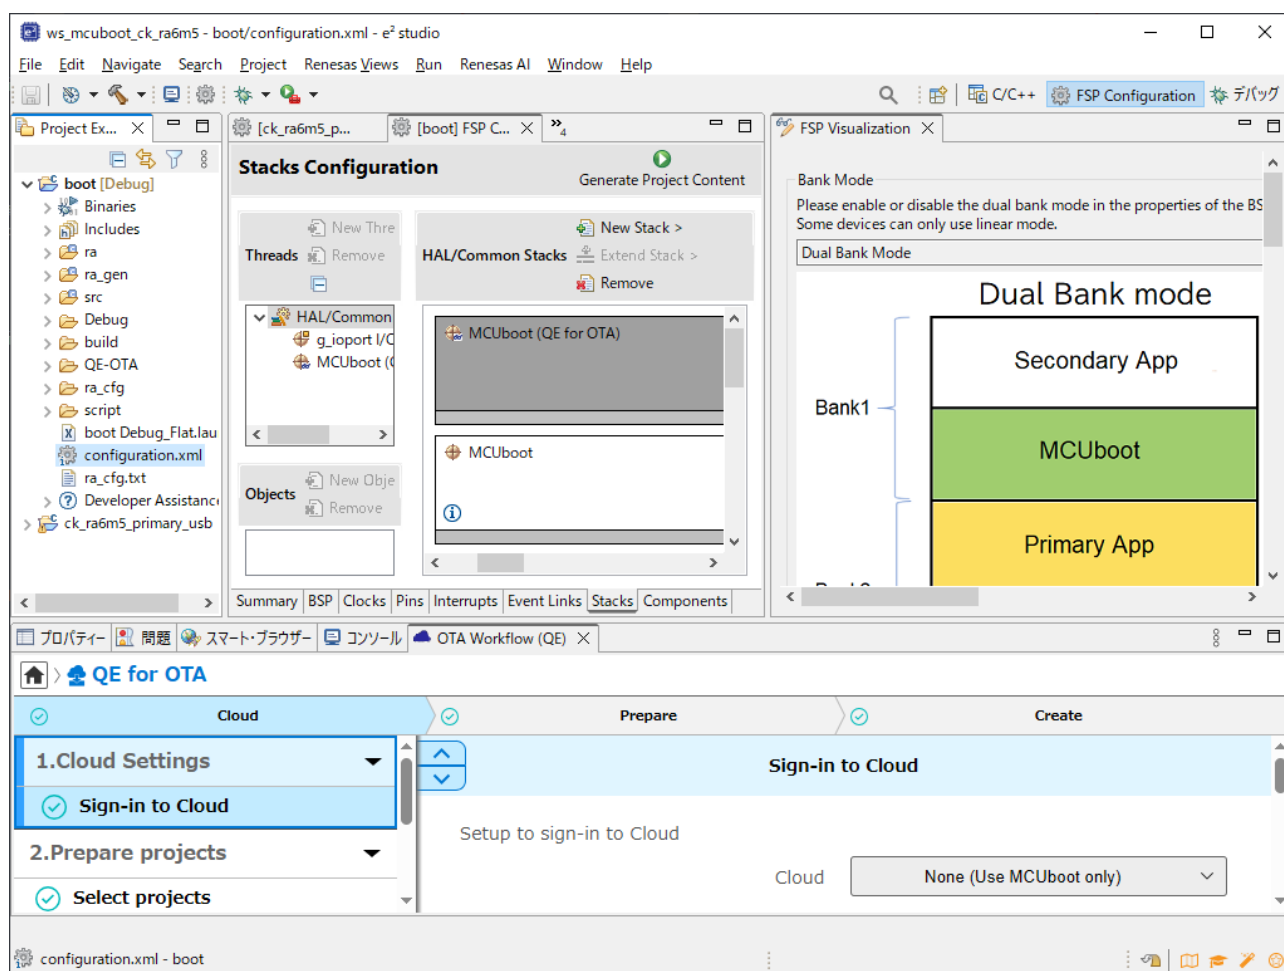 ws_mcuboot_ck_ra6m5 - boot/configuration.xml - e² studio
File Edit Navigate Search Project Renesas Views Run Renesas AI Window Help
C/C++ FSP Configuration デバッグ
Project Ex...
boot [Debug]
Binaries
Includes
ra
ra_gen
src
Debug
build
QE-OTA
ra_cfg
script
boot Debug_Flat.lau
configuration.xml
ra_cfg.txt
Developer Assistanc
ck_ra6m5_primary_usb
[ck_ra6m5_p...
[boot] FSP C...
»4
Stacks Configuration
Generate Project Content
Threads
New Thre
Remove
HAL/Common Stacks
New Stack >
Extend Stack >
Remove
HAL/Common
g_ioport I/O
MCUboot (
Objects
New Obje
Remove
MCUboot (QE for OTA)
MCUboot
Summary BSP Clocks Pins Interrupts Event Links Stacks Components
FSP Visualization
Bank Mode
Please enable or disable the dual bank mode in the properties of the BS
Some devices can only use linear mode.
Dual Bank Mode
Dual Bank mode
Secondary App
Bank1
MCUboot
Primary App
プロパティー 問題 スマート・ブラウザー コンソール OTA Workflow (QE)
QE for OTA
Cloud Prepare Create
1.Cloud Settings
Sign-in to Cloud
2.Prepare projects
Select projects
Sign-in to Cloud
Setup to sign-in to Cloud
Cloud None (Use MCUboot only)
configuration.xml - boot